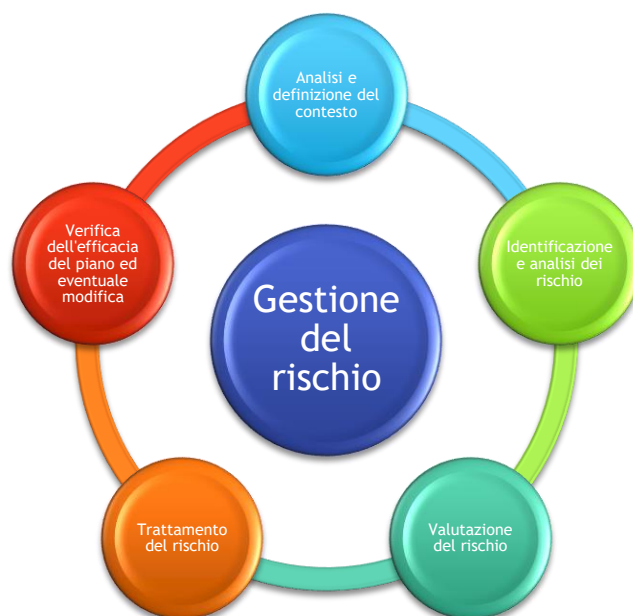 Analisi e
definizione del
contesto
Identificazione
e analisi dei
rischio
Valutazione
del rischio
Trattamento
del rischio
Verifica
dell'efficacia
del piano ed
eventuale
modifica
Gestione
del
rischio